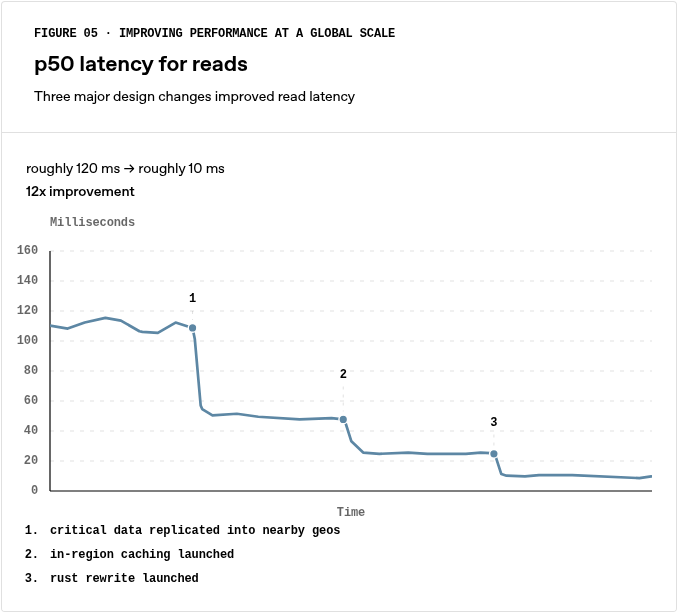 FIGURE 05 · IMPROVING PERFORMANCE AT A GLOBAL SCALE
p50 latency for reads
Three major design changes improved read latency
roughly 120 ms → roughly 10 ms
12x improvement
Milliseconds
160
140
120
100
80
60
40
20
0
1
2
3
Time
1. critical data replicated into nearby geos
2. in-region caching launched
3. rust rewrite launched